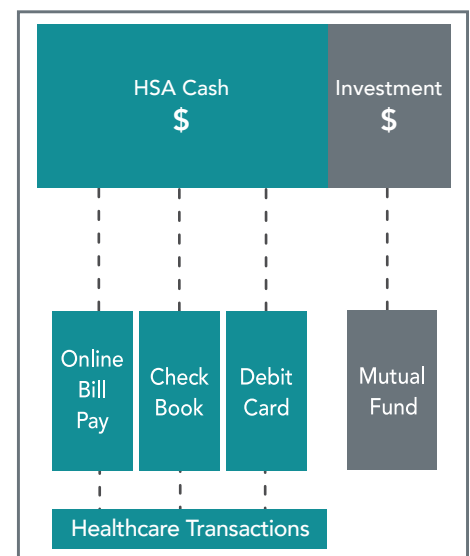 HSA Cash
$
Investment
$
Online
Bill
Pay
Check
Book
Debit
Card
Mutual
Fund
Healthcare Transactions